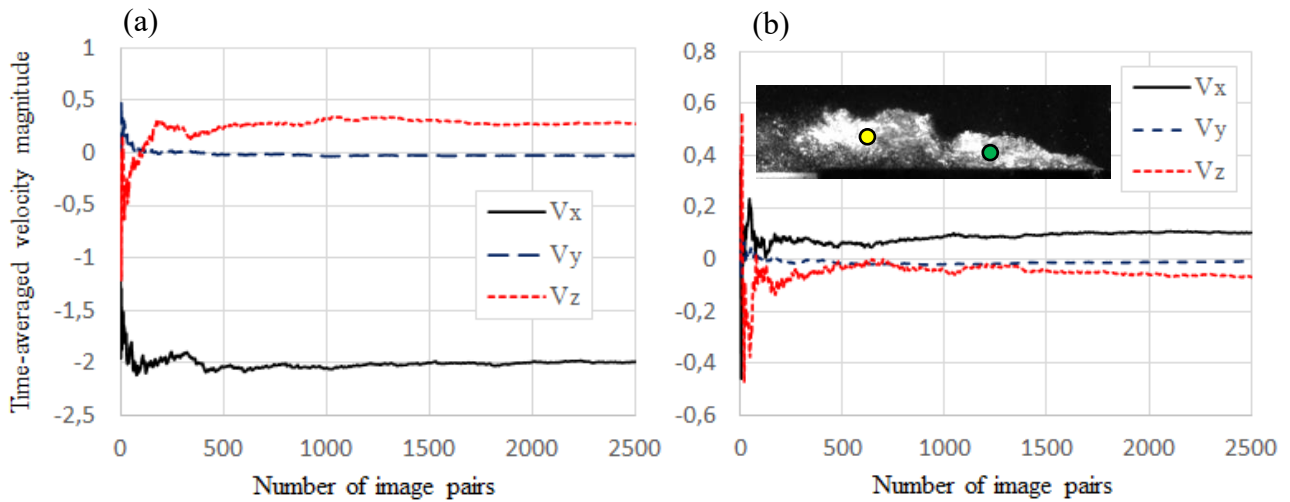 (a)
Time-averaged velocity magnitude
1
0,5
0
-0,5
-1
-1,5
-2
-2,5
Vx
Vy
Vz
0 500 1000 1500 2000 2500
Number of image pairs
(b)
0,8
0,6
0,4
0,2
0
-0,2
-0,4
-0,6
Vx
Vy
Vz
0 500 1000 1500 2000 2500
Number of image pairs